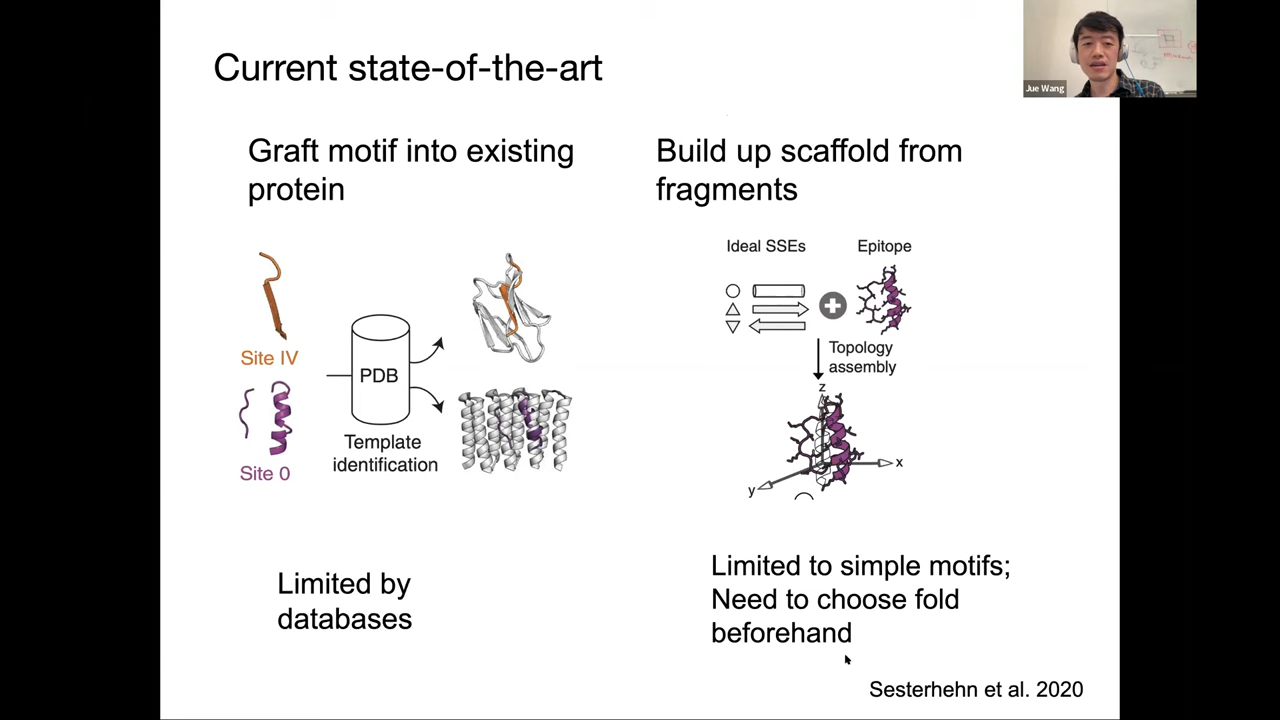 Current state-of-the-art
Jue Wang
Graft motif into existing
protein
Build up scaffold from
fragments
Site IV
Site 0
PDB
Template
identification
Ideal SSEs
Epitope
Topology
assembly
z
x
y
Limited by
databases
Limited to simple motifs;
Need to choose fold
beforehand
Sesterhehn et al. 2020